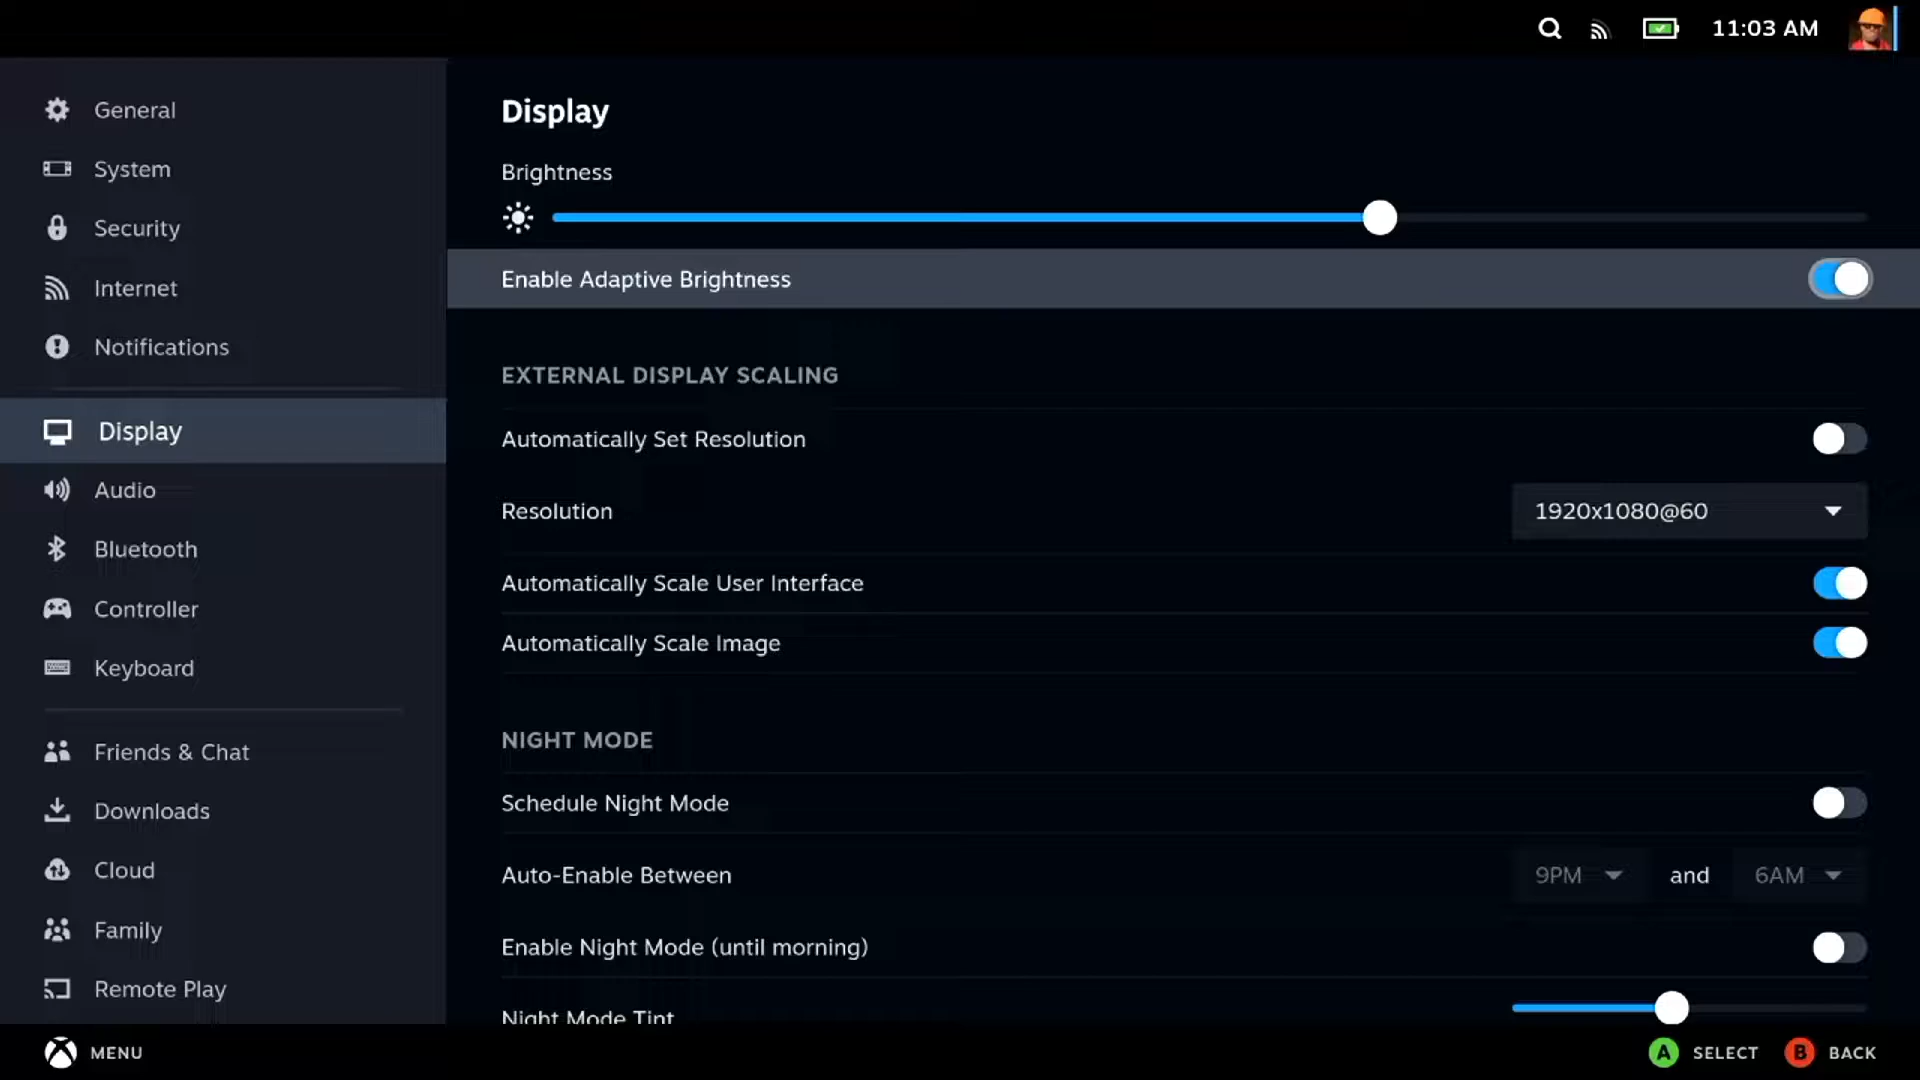 11:03 AM
General
System
Security
Internet
Notifications
Display
Audio
Bluetooth
Controller
Keyboard
Friends & Chat
Downloads
Cloud
Family
Remote Play
Display
Brightness
Enable Adaptive Brightness
EXTERNAL DISPLAY SCALING
Automatically Set Resolution
Resolution 1920x1080@60
Automatically Scale User Interface
Automatically Scale Image
NIGHT MODE
Schedule Night Mode
Auto-Enable Between 9PM and 6AM
Enable Night Mode (until morning)
Night Mode Tint
MENU A SELECT B BACK